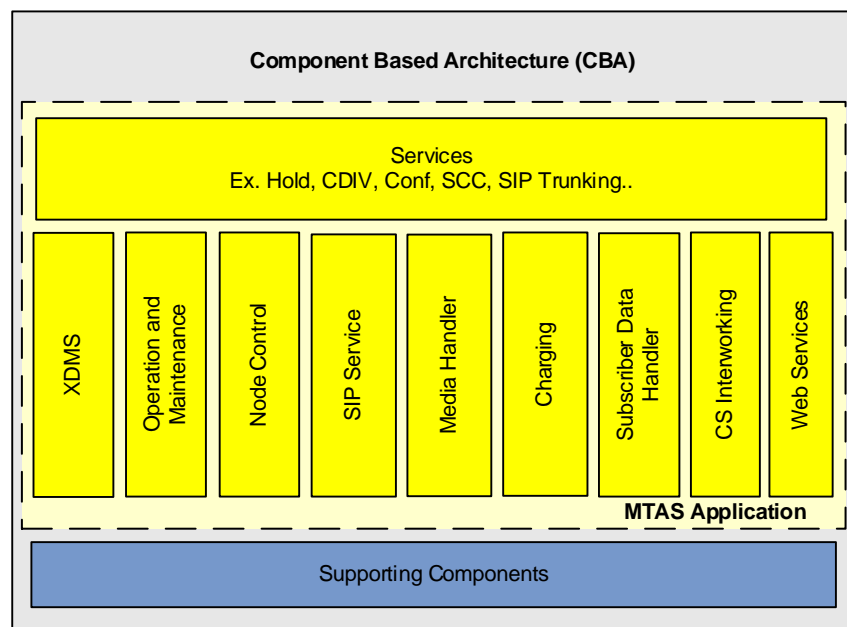 Component Based Architecture (CBA)
Services
Ex. Hold, CDIV, Conf, SCC, SIP Trunking..
XDMS
Operation and
Maintenance
Node Control
SIP Service
Media Handler
Charging
Subscriber Data
Handler
CS Interworking
Web Services
MTAS Application
Supporting Components